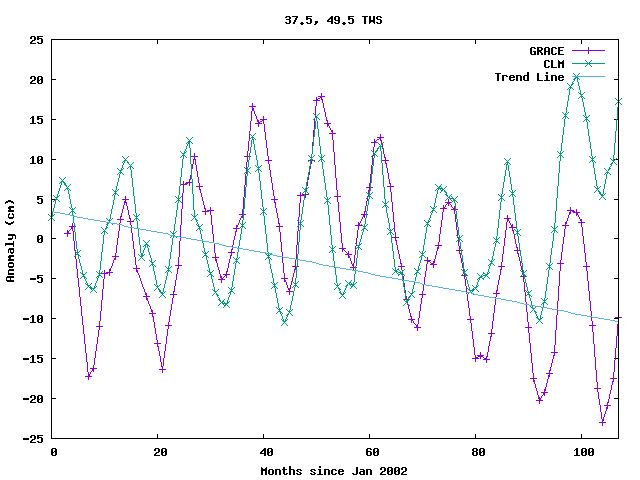 37.5, 49.5 TWS
GRACE
CLM
Trend Line
Anomaly (cm)
25
20
15
10
5
0
-5
-10
-15
-20
-25
0 20 40 60 80 100
Months since Jan 2002